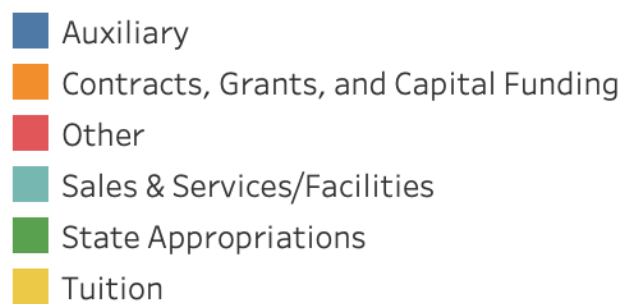 Auxiliary
Contracts, Grants, and Capital Funding
Other
Sales & Services/Facilities
State Appropriations
Tuition